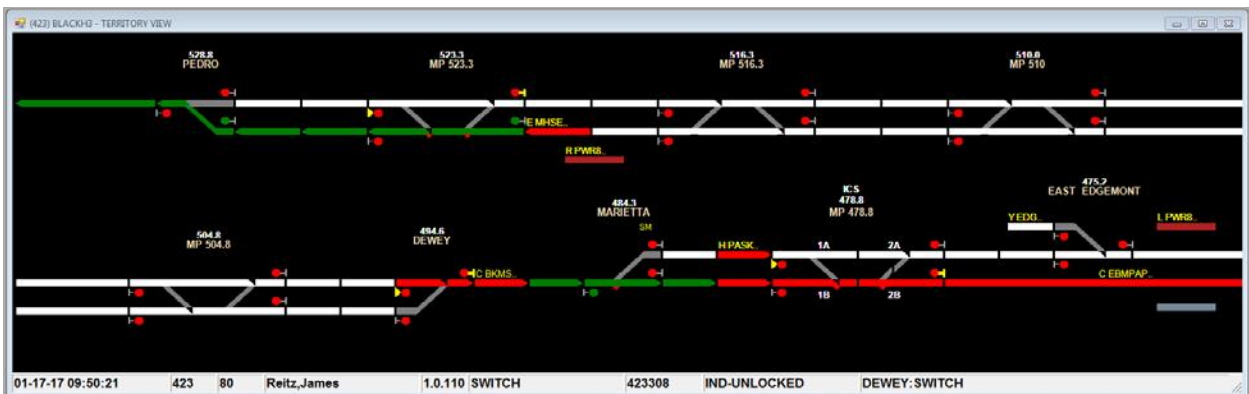 (423) BLACKH3 - TERRITORY VIEW
528.8
PEDRO
523.3
MP 523.3
516.3
MP 516.3
510.0
MP 510
E MHSE..
R PWR8..
504.8
MP 504.8
494.6
DEWEY
C BKMS..
484.3
MARIETTA
SM
H PASK..
ICS
478.8
MP 478.8
1A 2A
1B 2B
475.2
EAST EDGEMONT
Y EDG..
L PWR8..
C EBMPAP..
01-17-17 09:50:21 423 80 Reitz,James 1.0.110 SWITCH 423308 IND-UNLOCKED DEWEY:SWITCH